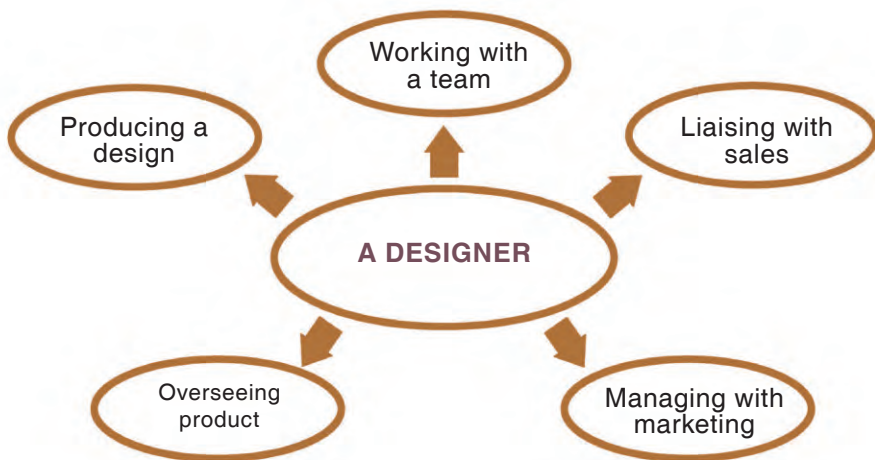 Working with
a team
Producing a
design
Liaising with
sales
A DESIGNER
Overseeing
product
Managing with
marketing